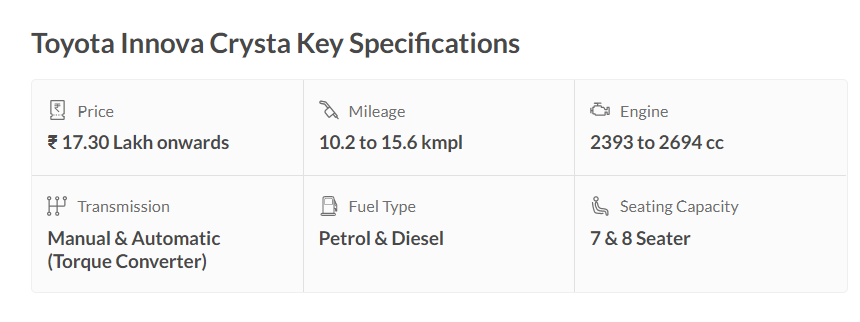 Toyota Innova Crysta Key Specifications
Price
₹ 17.30 Lakh onwards
Mileage
10.2 to 15.6 kmpl
Engine
2393 to 2694 cc
Transmission
Manual & Automatic
(Torque Converter)
Fuel Type
Petrol & Diesel
Seating Capacity
7 & 8 Seater